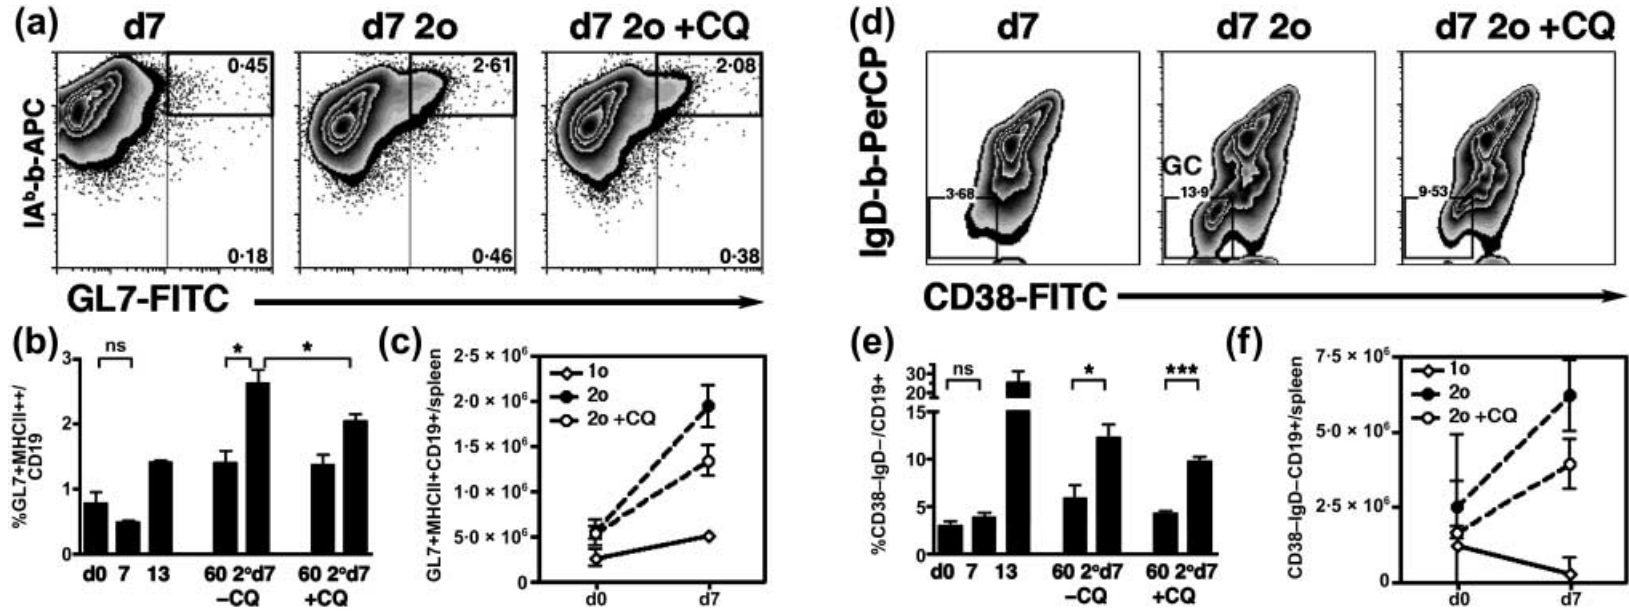 (a)
d7
d7 2o
d7 2o +CQ
IAᵇ-b-APC
0·45
0·18
2·61
0·46
2·08
0·38
GL7-FITC
(b)
%GL7+MHCII++/
CD19
3
2
1
0
ns
*
*
d0 7 13 60 2°d7 60 2°d7
–CQ +CQ
(c)
GL7+MHCII+CD19+/spleen
2·5 × 10⁶
2·0 × 10⁶
1·5 × 10⁶
1·0 × 10⁶
5·0 × 10⁶
0
1o
2o
2o +CQ
d0 d7
(d)
d7
d7 2o
d7 2o +CQ
IgD-b-PerCP
3·68
GC
13·9
9·53
CD38-FITC
(e)
%CD38–IgD–/CD19+
30
20
15
10
5
0
ns
*
***
d0 7 13 60 2°d7 60 2°d7
–CQ +CQ
(f)
CD38–IgD–CD19+/spleen
7·5 × 10⁶
5·0 × 10⁶
2·5 × 10⁶
0
1o
2o
2o +CQ
d0 d7